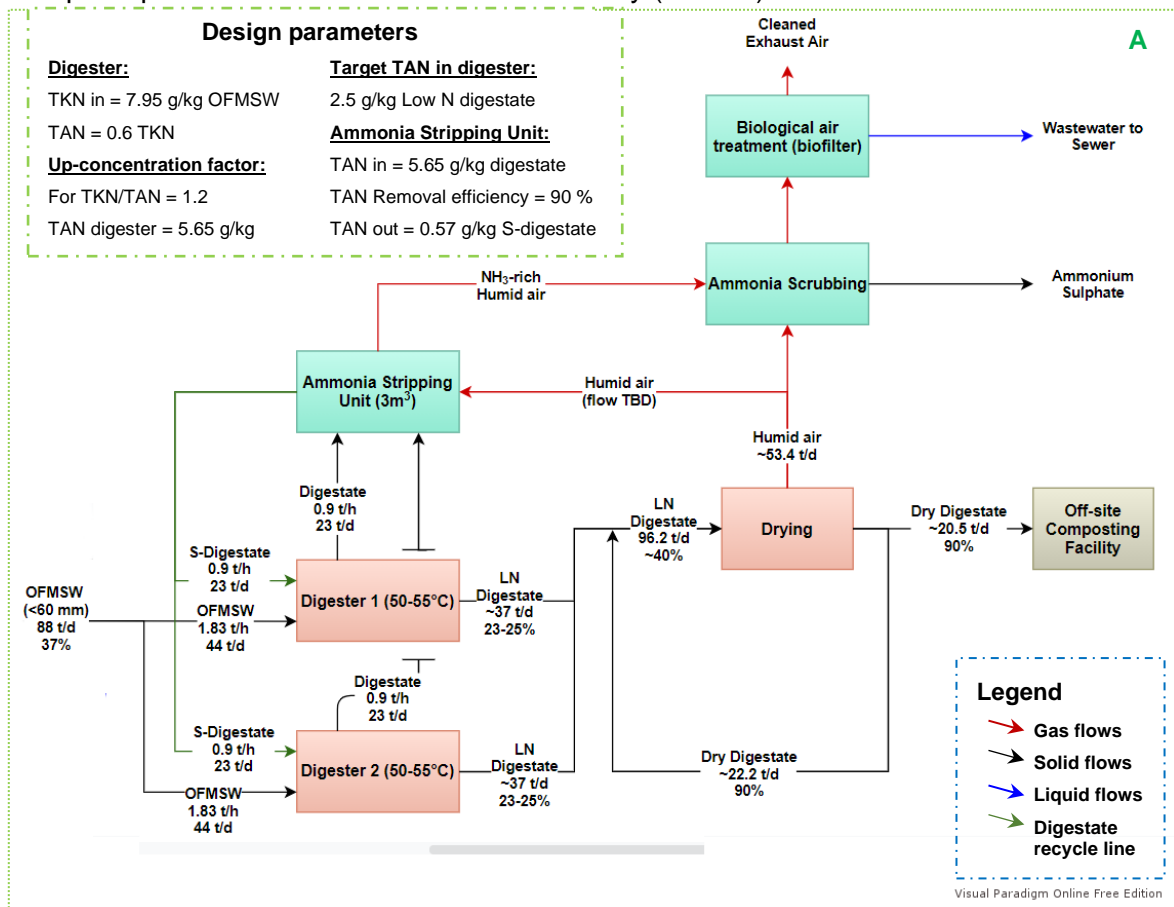 Design parameters
Digester:
TKN in = 7.95 g/kg OFMSW
TAN = 0.6 TKN
Up-concentration factor:
For TKN/TAN = 1.2
TAN digester = 5.65 g/kg
Target TAN in digester:
2.5 g/kg Low N digestate
Ammonia Stripping Unit:
TAN in = 5.65 g/kg digestate
TAN Removal efficiency = 90 %
TAN out = 0.57 g/kg S-digestate
A
Cleaned
Exhaust Air
Biological air
treatment (biofilter)
Wastewater to
Sewer
NH₃-rich
Humid air
Ammonia Scrubbing
Ammonium
Sulphate
Ammonia Stripping
Unit (3m³)
Humid air
(flow TBD)
Humid air
~53.4 t/d
Digestate
0.9 t/h
23 t/d
LN
Digestate
96.2 t/d
~40%
Drying
Dry Digestate
~20.5 t/d
90%
Off-site
Composting
Facility
S-Digestate
0.9 t/h
23 t/d
OFMSW
(<60 mm)
88 t/d
37%
OFMSW
1.83 t/h
44 t/d
Digester 1 (50-55°C)
LN
Digestate
~37 t/d
23-25%
Digestate
0.9 t/h
23 t/d
S-Digestate
0.9 t/h
23 t/d
OFMSW
1.83 t/h
44 t/d
Digester 2 (50-55°C)
LN
Digestate
~37 t/d
23-25%
Dry Digestate
~22.2 t/d
90%
Legend
Gas flows
Solid flows
Liquid flows
Digestate
recycle line
Visual Paradigm Online Free Edition